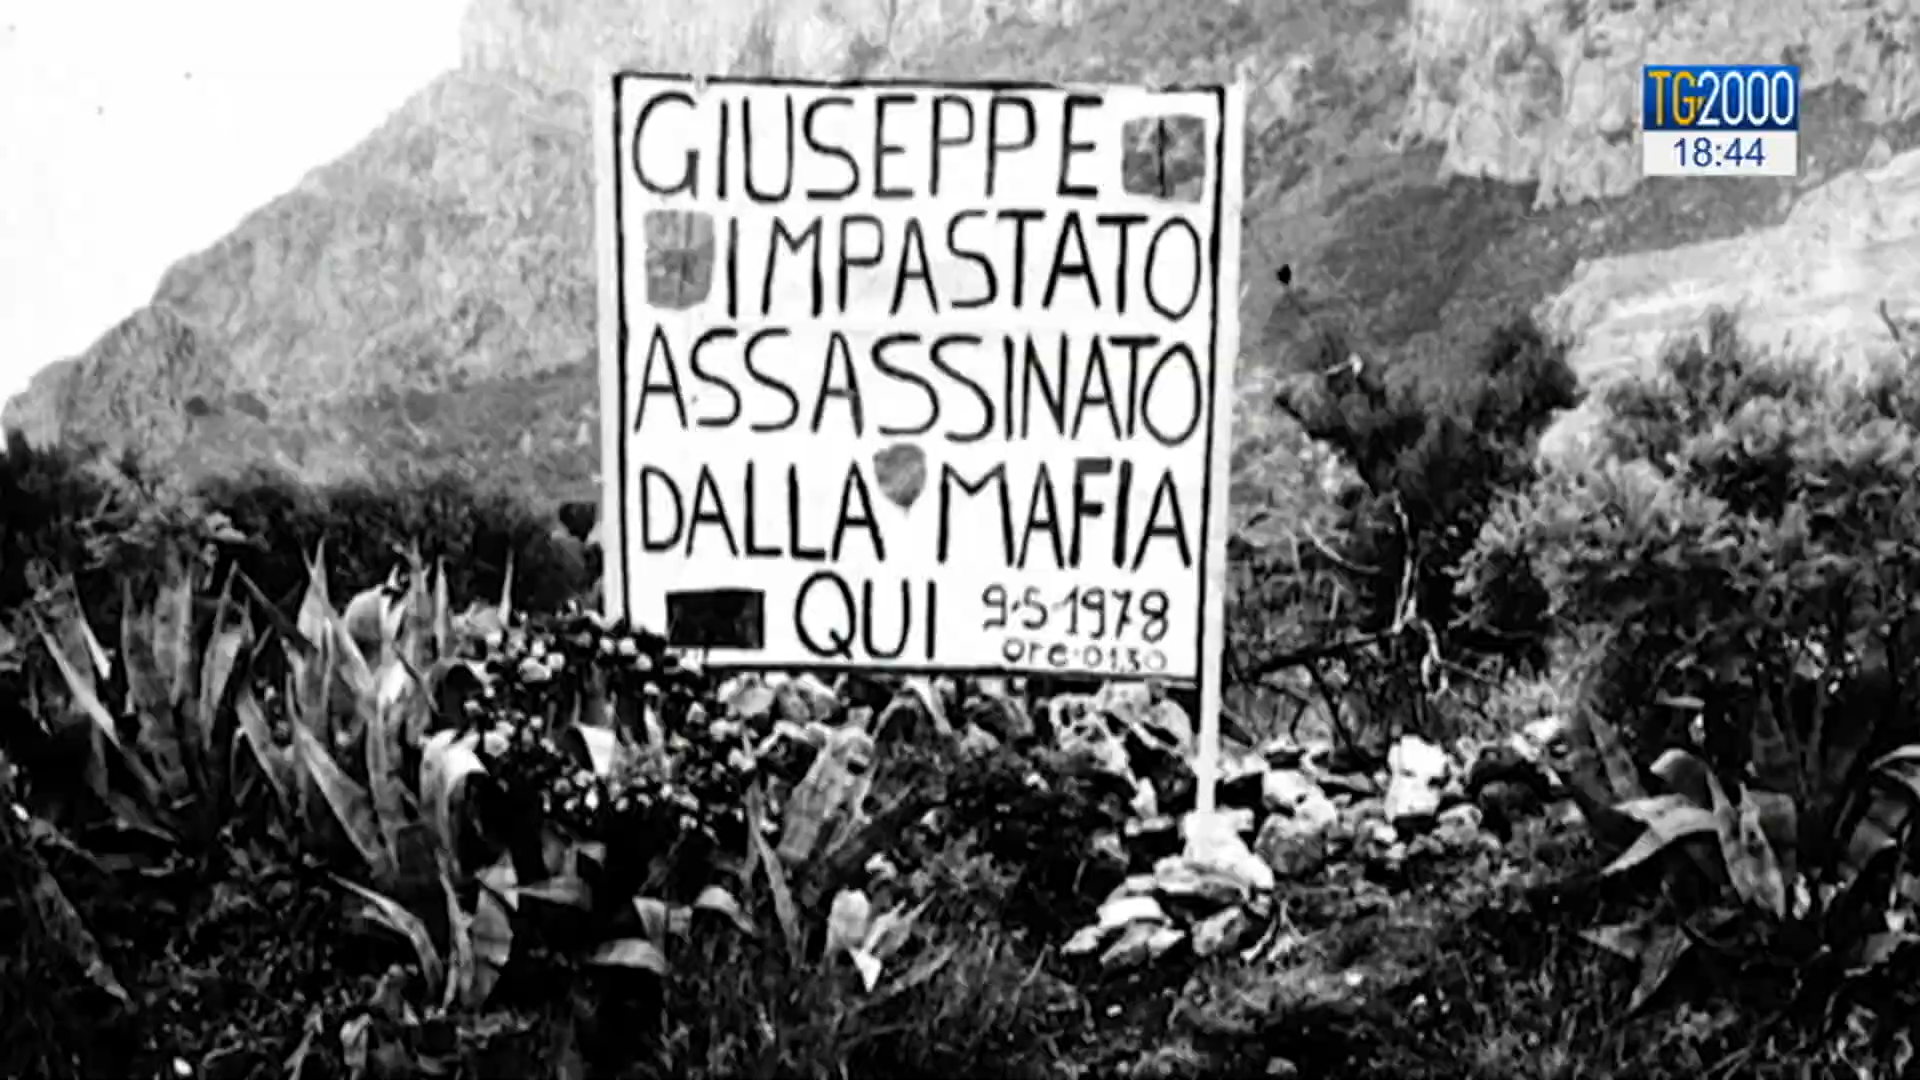 TG2000
18:44
GIUSEPPE
IMPASTATO
ASSASSINATO
DALLA MAFIA
QUI 9·5·1978
ore·01.30